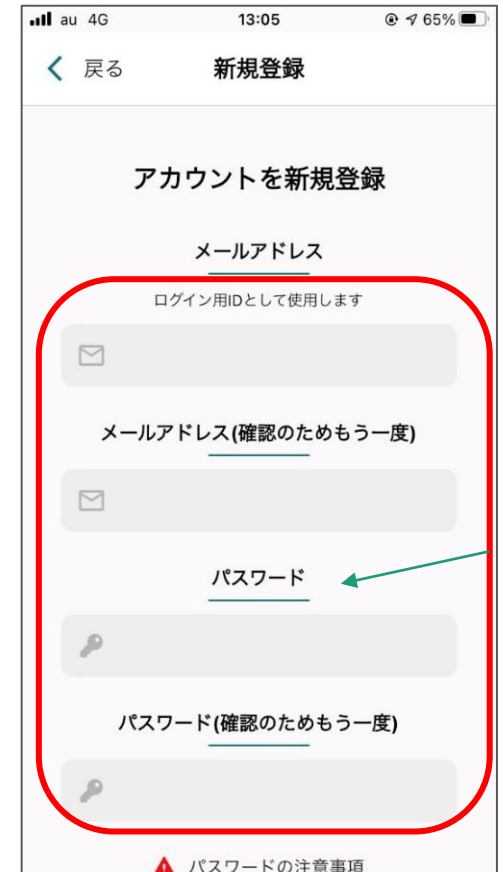 au 4G 13:05 65%
戻る 新規登録
アカウントを新規登録
メールアドレス
ログイン用IDとして使用します
メールアドレス(確認のためもう一度)
パスワード
パスワード(確認のためもう一度)
パスワードの注意事項